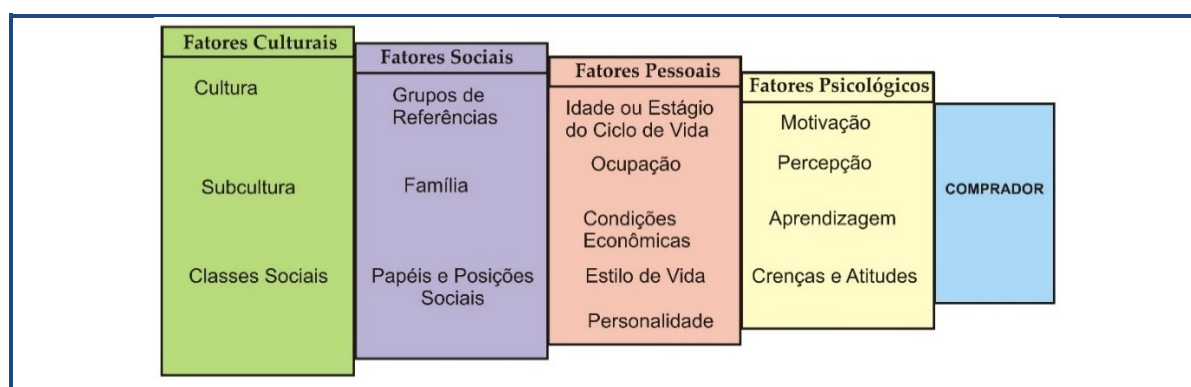 Fatores Culturais
Cultura
Subcultura
Classes Sociais
Fatores Sociais
Grupos de
Referências
Família
Papéis e Posições
Sociais
Fatores Pessoais
Idade ou Estágio
do Ciclo de Vida
Ocupação
Condições
Econômicas
Estilo de Vida
Personalidade
Fatores Psicológicos
Motivação
Percepção
Aprendizagem
Crenças e Atitudes
COMPRADOR